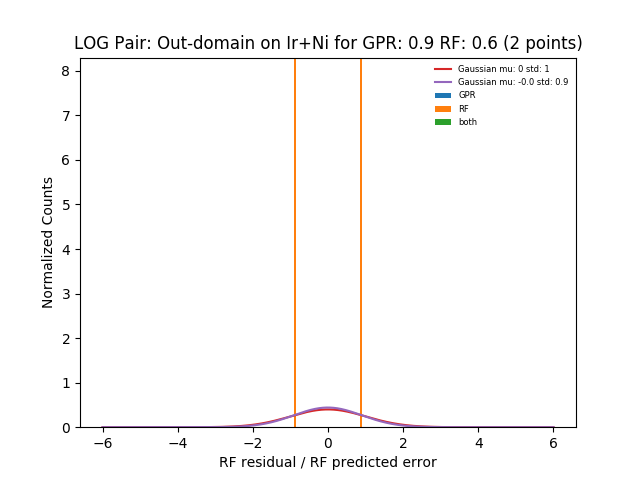 LOG Pair: Out-domain on Ir+Ni for GPR: 0.9 RF: 0.6 (2 points)
Gaussian mu: 0 std: 1
Gaussian mu: -0.0 std: 0.9
GPR
RF
both
Normalized Counts
8
7
6
5
4
3
2
1
0
−6 −4 −2 0 2 4 6
RF residual / RF predicted error